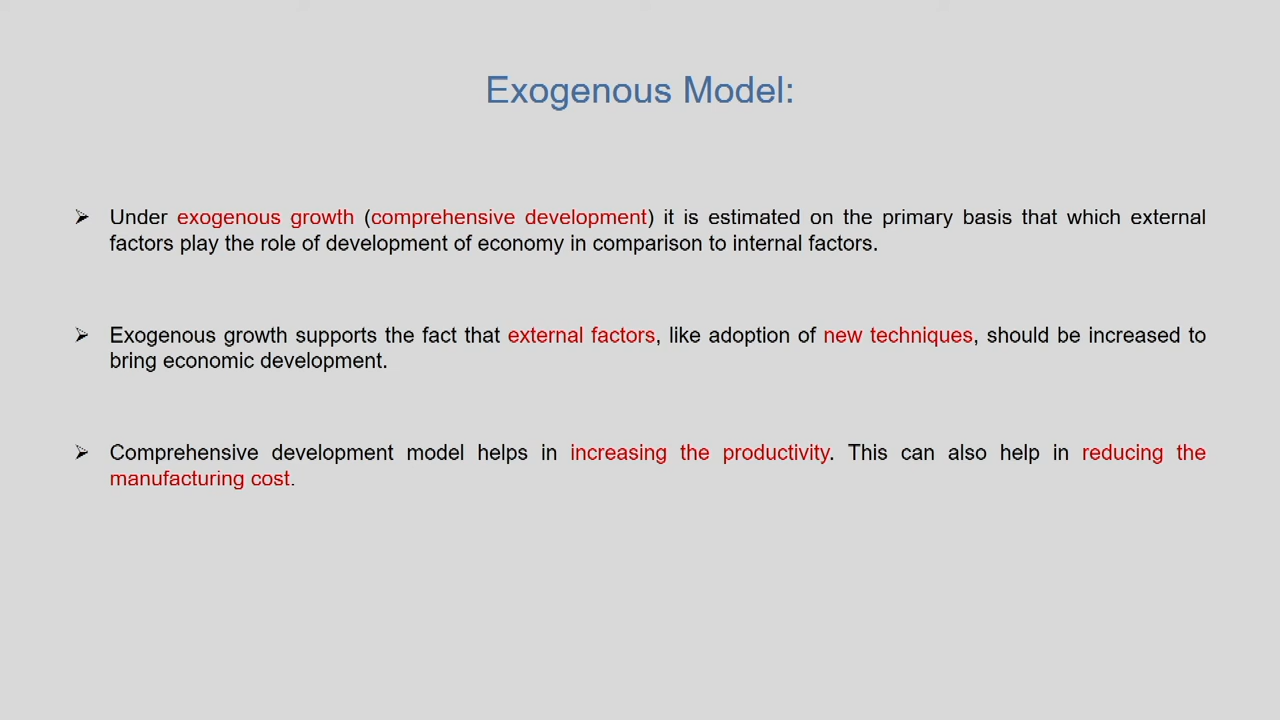 Exogenous Model:
➢ Under exogenous growth (comprehensive development) it is estimated on the primary basis that which external
factors play the role of development of economy in comparison to internal factors.
➢ Exogenous growth supports the fact that external factors, like adoption of new techniques, should be increased to
bring economic development.
➢ Comprehensive development model helps in increasing the productivity. This can also help in reducing the
manufacturing cost.